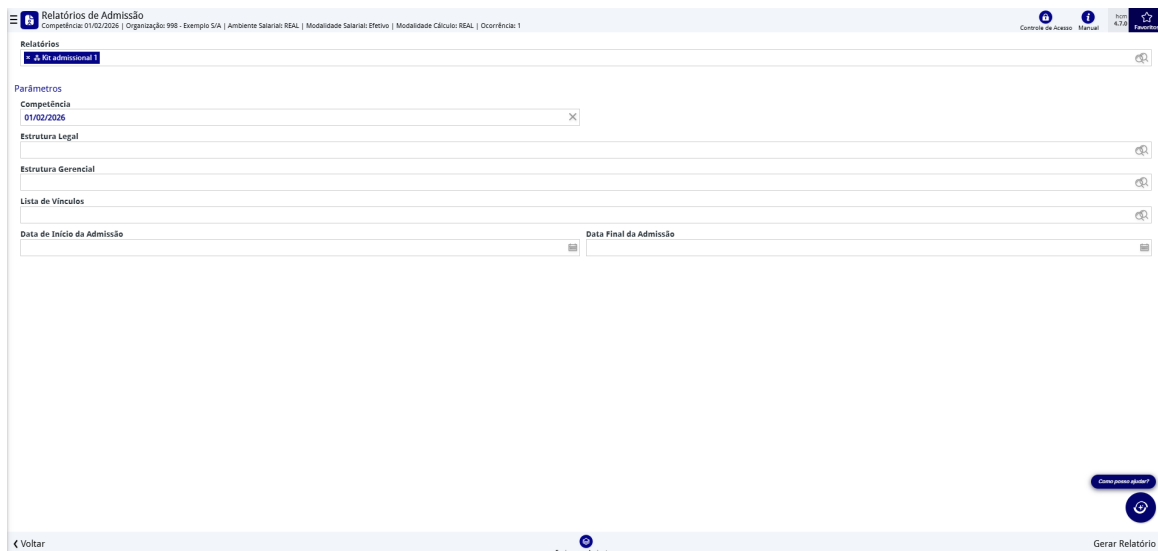 Relatórios de Admissão
Competência: 01/02/2026 | Organização: 998 - Exemplo S/A | Ambiente Salarial: REAL | Modalidade Salarial: Efetivo | Modalidade Cálculo: REAL | Ocorrência: 1
Controle de Acesso
Manual
hcm
4.7.0
Favoritos
Relatórios
× Kit admissional 1
Parâmetros
Competência
01/02/2026
Estrutura Legal
Estrutura Gerencial
Lista de Vínculos
Data de Início da Admissão
Data Final da Admissão
Como posso ajudar?
Voltar
Gerar Relatório